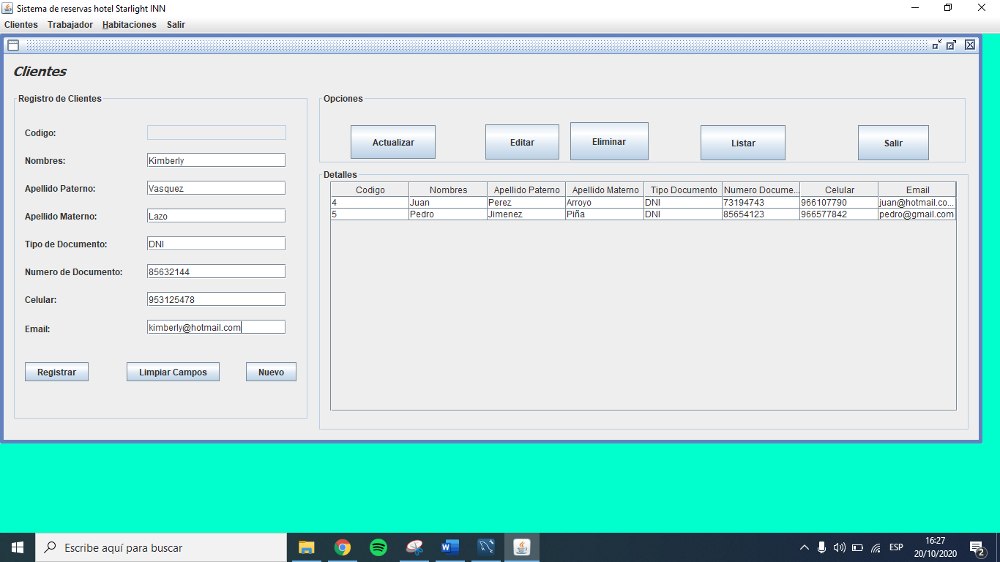 Sistema de reservas hotel Starlight INN
Clientes Trabajador Habitaciones Salir
Clientes
Registro de Clientes
Codigo:
Nombres: Kimberly
Apellido Paterno: Vasquez
Apellido Materno: Lazo
Tipo de Documento: DNI
Numero de Documento: 85632144
Celular: 953125478
Email: kimberly@hotmail.com
Registrar Limpiar Campos Nuevo
Opciones
Actualizar Editar Eliminar Listar Salir
Detalles
Codigo Nombres Apellido Paterno Apellido Materno Tipo Documento Numero Docume... Celular Email
4 Juan Perez Arroyo DNI 73194743 966107790 juan@hotmail.co...
5 Pedro Jimenez Piña DNI 85654123 966577842 pedro@gmail.com
Escribe aquí para buscar
W
ESP
16:27
20/10/2020
2